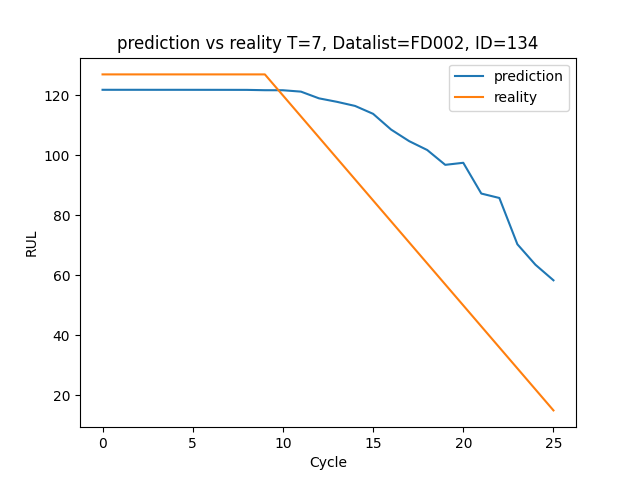 prediction vs reality T=7, Datalist=FD002, ID=134
prediction
reality
RUL
120
100
80
60
40
20
0 5 10 15 20 25
Cycle